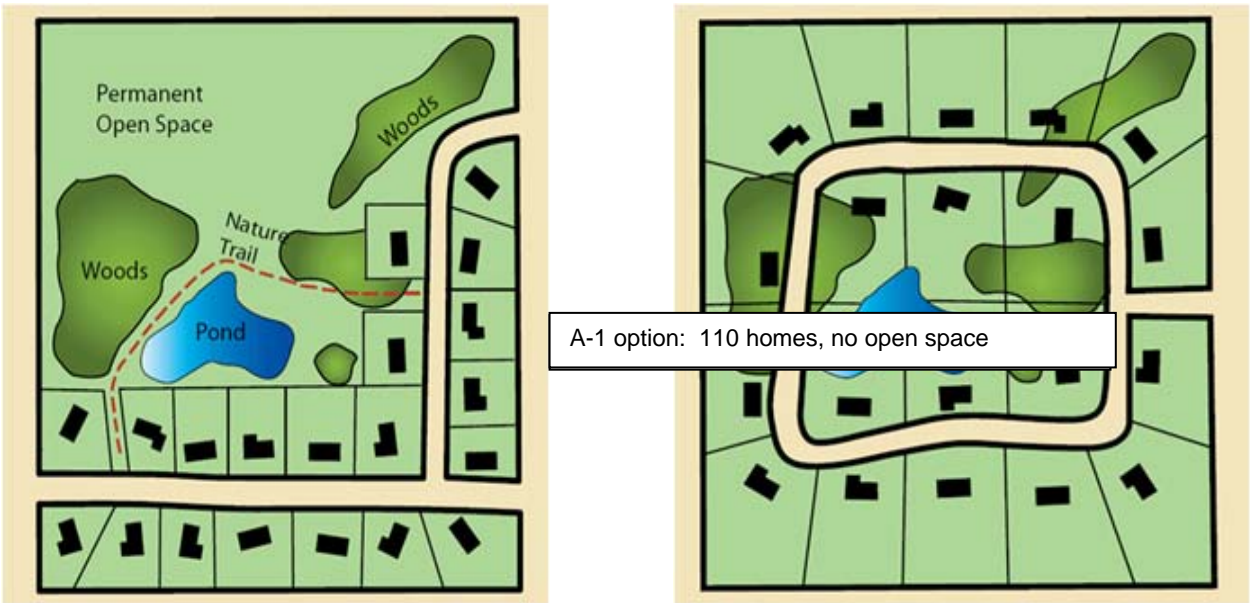 Permanent
Open Space
Woods
Nature
Trail
Woods
Pond
A-1 option: 110 homes, no open space